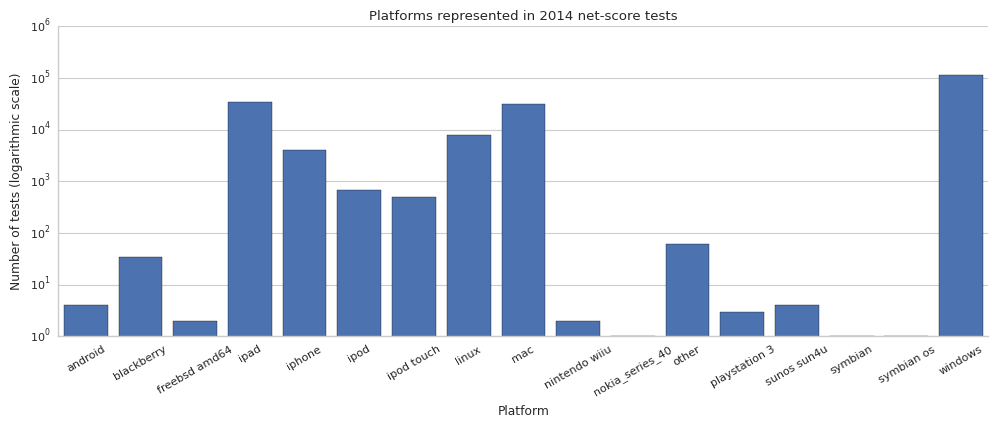 Platforms represented in 2014 net-score tests
Number of tests (logarithmic scale)
10^6
10^5
10^4
10^3
10^2
10^1
10^0
android
blackberry
freebsd amd64
ipad
iphone
ipod
ipod touch
linux
mac
nintendo wiiu
nokia_series_40
other
playstation 3
sunos sun4u
symbian
symbian os
windows
Platform